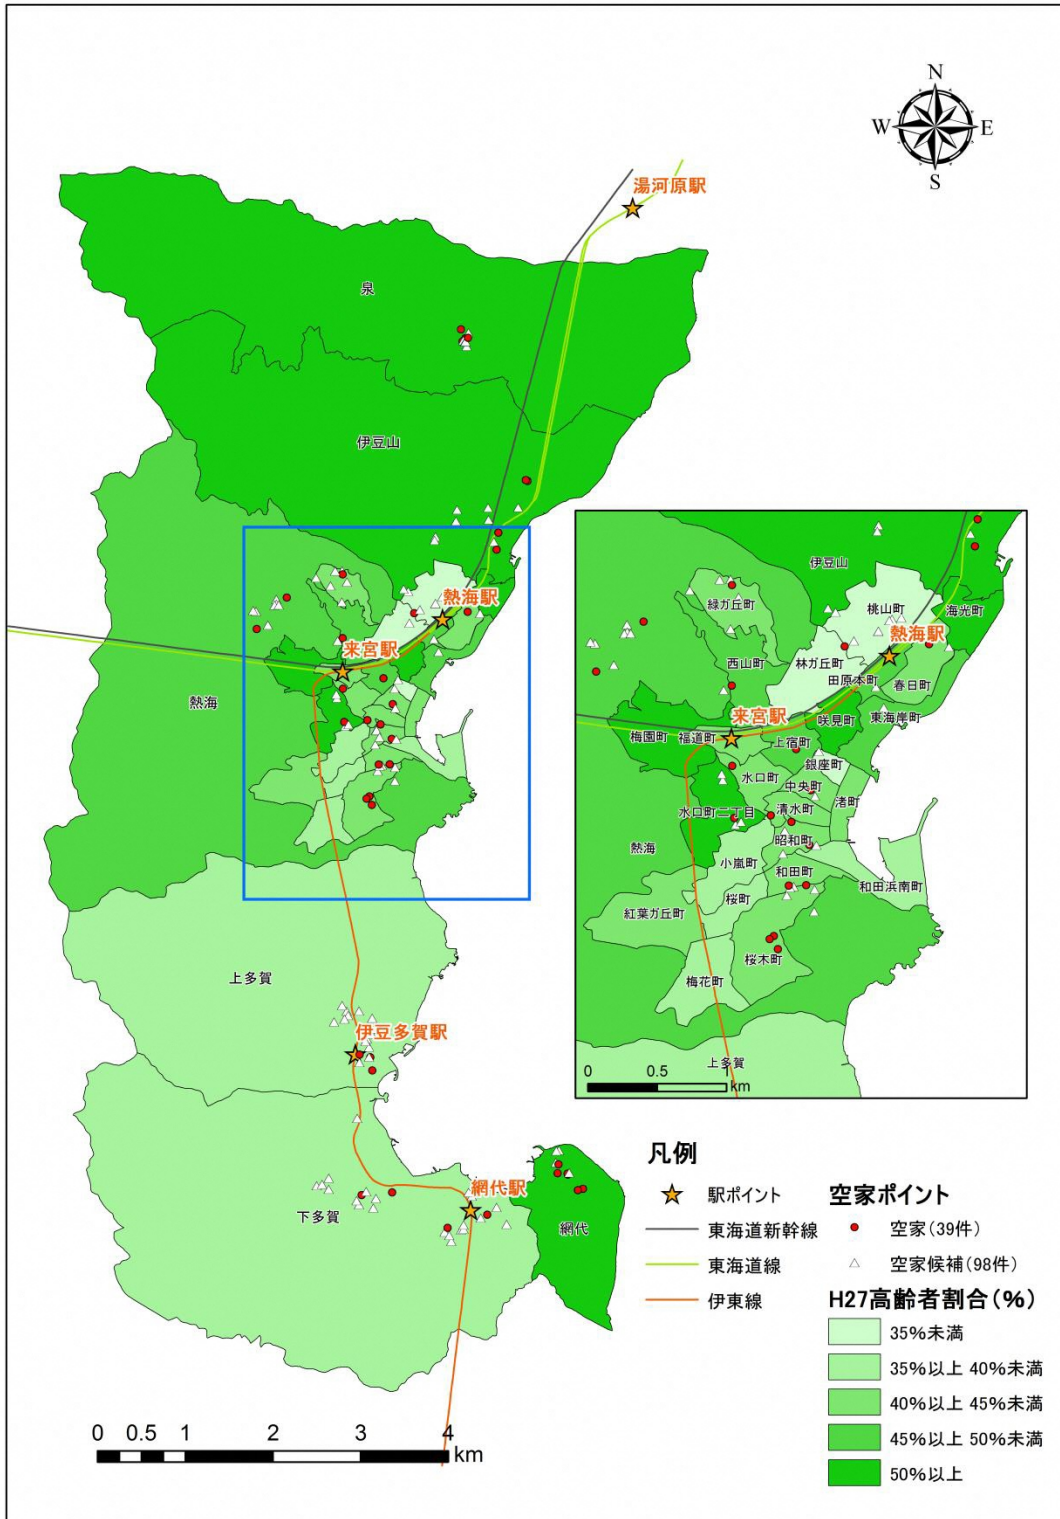 N
W
E
S
湯河原駅
泉
伊豆山
熱海駅
来宮駅
熱海
上多賀
伊豆多賀駅
下多賀
網代駅
網代
伊豆山
桃山町
海光町
緑ガ丘町
熱海駅
西山町
林ガ丘町
田原本町
春日町
来宮駅
咲見町
東海岸町
梅園町
福道町
上宿町
銀座町
水口町
中央町
渚町
水口町二丁目
清水町
昭和町
熱海
小嵐町
和田町
和田浜南町
桜町
紅葉ガ丘町
桜木町
梅花町
上多賀
0 0.5 1
km
凡例
駅ポイント
東海道新幹線
東海道線
伊東線
空家ポイント
空家(39件)
空家候補(98件)
H27高齢者割合(%)
35%未満
35%以上 40%未満
40%以上 45%未満
45%以上 50%未満
50%以上
0 0.5 1 2 3 4
km